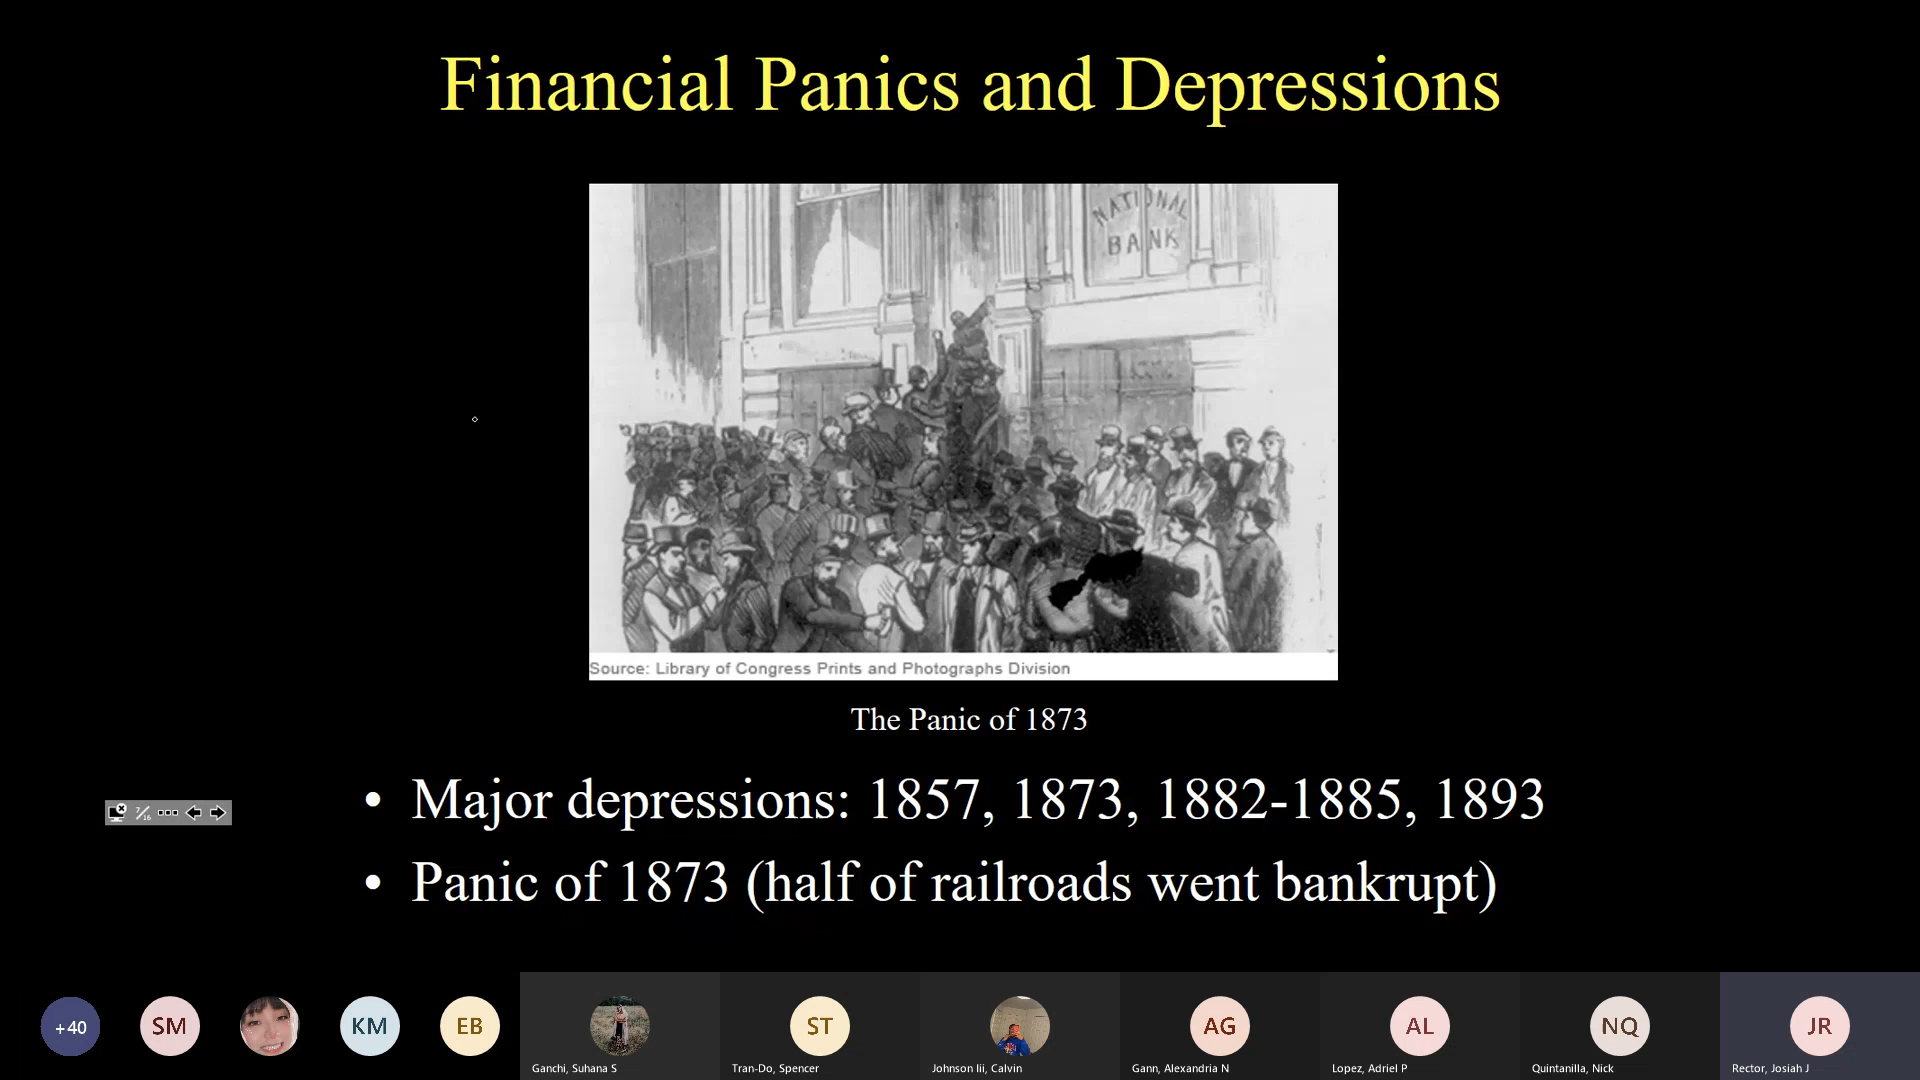 Financial Panics and Depressions
NATIONAL
BANK
Source: Library of Congress Prints and Photographs Division
The Panic of 1873
• Major depressions: 1857, 1873, 1882-1885, 1893
• Panic of 1873 (half of railroads went bankrupt)
7/16
+40
SM
KM
EB
ST
AG
AL
NQ
JR
Ganchi, Suhana S
Tran-Do, Spencer
Johnson Iii, Calvin
Gann, Alexandria N
Lopez, Adriel P
Quintanilla, Nick
Rector, Josiah J